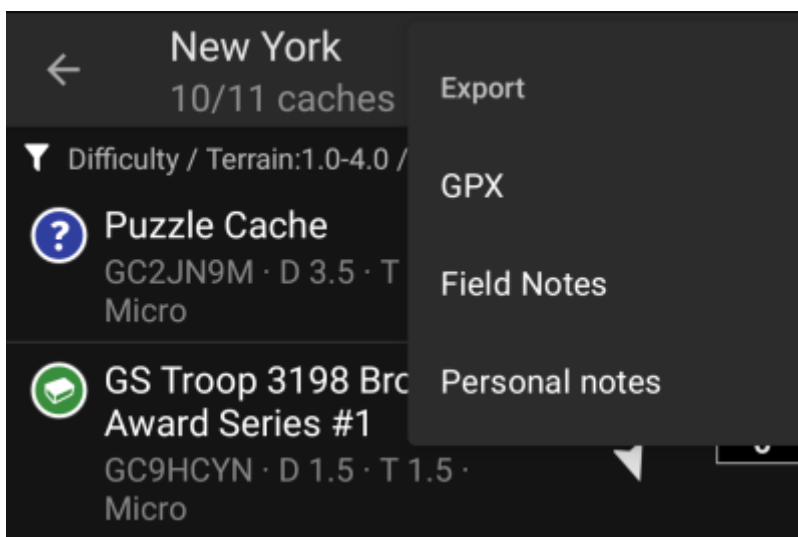 New York
10/11 caches
Difficulty / Terrain:1.0-4.0 /
Puzzle Cache
GC2JN9M · D 3.5 · T
Micro
GS Troop 3198 Bro
Award Series #1
GC9HCYN · D 1.5 · T 1.5 ·
Micro
Export
GPX
Field Notes
Personal notes